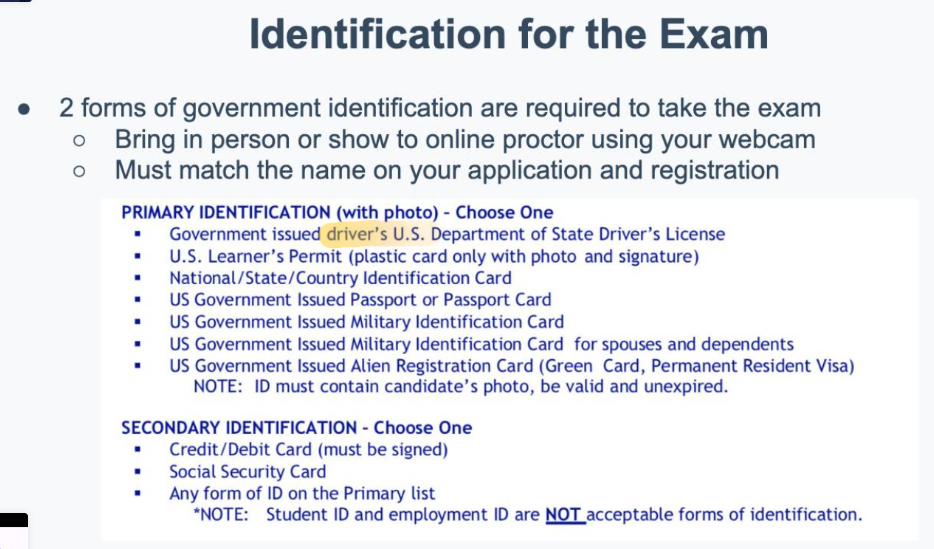 Identification for the Exam
● 2 forms of government identification are required to take the exam
○ Bring in person or show to online proctor using your webcam
○ Must match the name on your application and registration
PRIMARY IDENTIFICATION (with photo) - Choose One
▪ Government issued driver's U.S. Department of State Driver's License
▪ U.S. Learner's Permit (plastic card only with photo and signature)
▪ National/State/Country Identification Card
▪ US Government Issued Passport or Passport Card
▪ US Government Issued Military Identification Card
▪ US Government Issued Military Identification Card for spouses and dependents
▪ US Government Issued Alien Registration Card (Green Card, Permanent Resident Visa)
NOTE: ID must contain candidate's photo, be valid and unexpired.
SECONDARY IDENTIFICATION - Choose One
▪ Credit/Debit Card (must be signed)
▪ Social Security Card
▪ Any form of ID on the Primary list
*NOTE: Student ID and employment ID are NOT acceptable forms of identification.